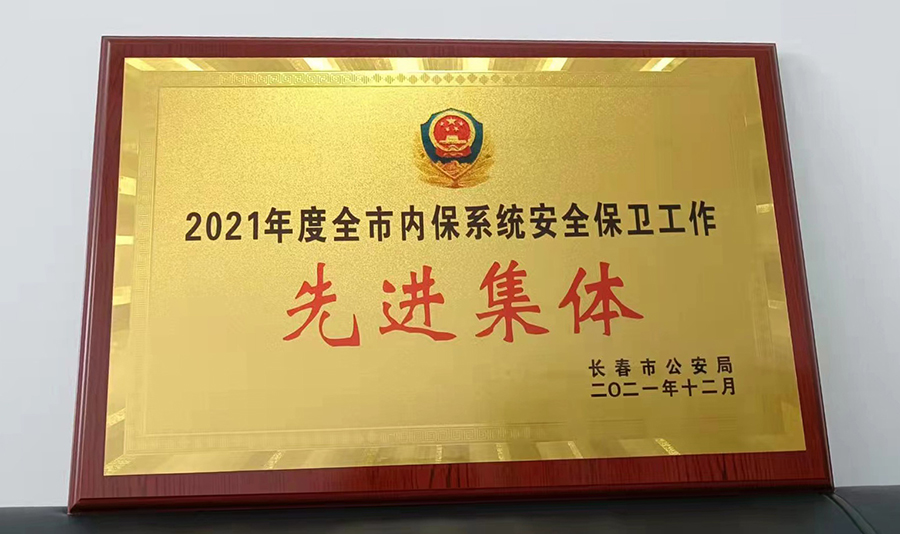 2021年度全市内保系统安全保卫工作
先进集体
长春市公安局
二〇二一年十二月